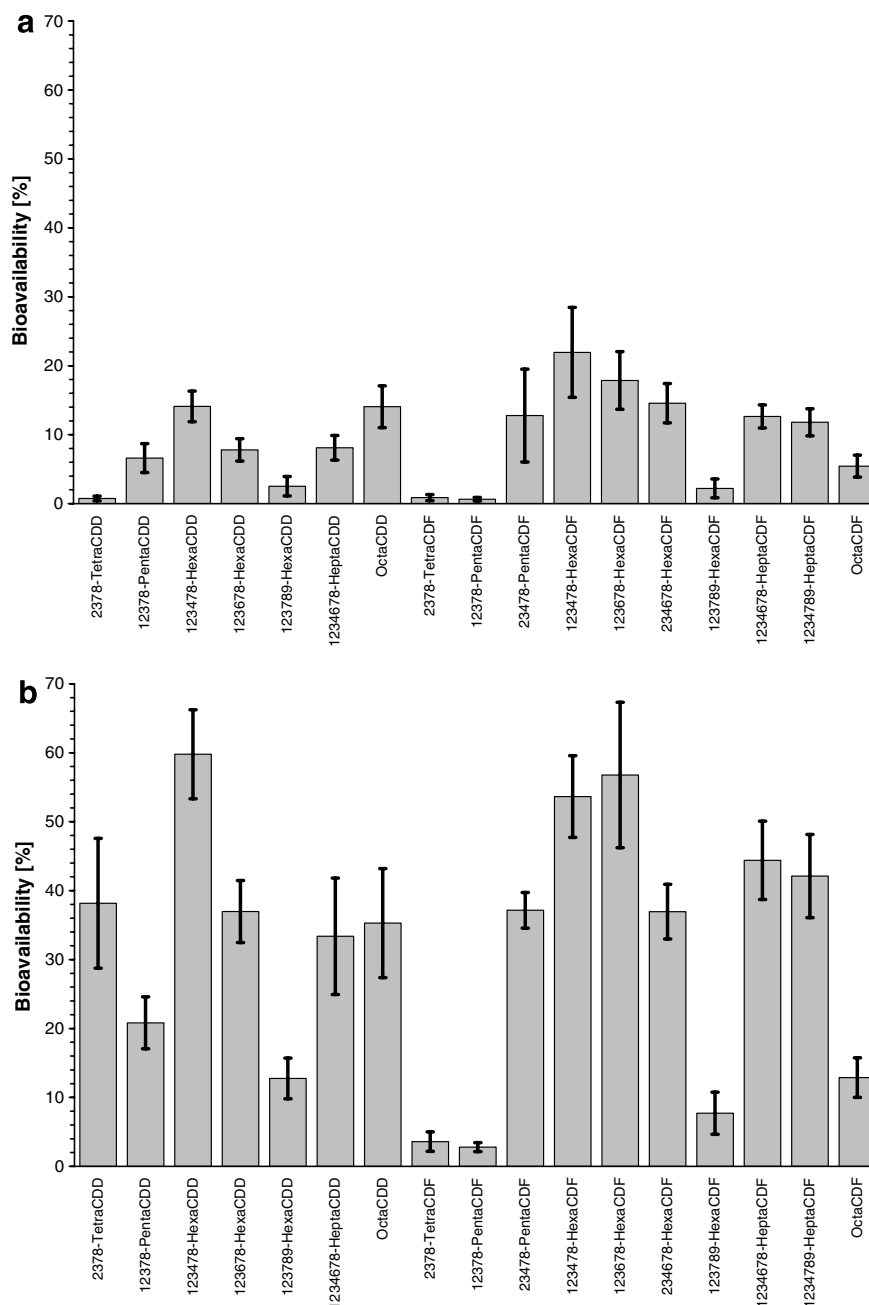 a
70
60
50
40
30
20
10
0
Bioavailability [%]
2378-TetraCDD
12378-PentaCDD
123478-HexaCDD
123678-HexaCDD
123789-HexaCDD
1234678-HeptaCDD
OctaCDD
2378-TetraCDF
12378-PentaCDF
23478-PentaCDF
123478-HexaCDF
123678-HexaCDF
234678-HexaCDF
123789-HexaCDF
1234678-HeptaCDF
1234789-HeptaCDF
OctaCDF
b
70
60
50
40
30
20
10
0
Bioavailability [%]
2378-TetraCDD
12378-PentaCDD
123478-HexaCDD
123678-HexaCDD
123789-HexaCDD
1234678-HeptaCDD
OctaCDD
2378-TetraCDF
12378-PentaCDF
23478-PentaCDF
123478-HexaCDF
123678-HexaCDF
234678-HexaCDF
123789-HexaCDF
1234678-HeptaCDF
1234789-HeptaCDF
OctaCDF